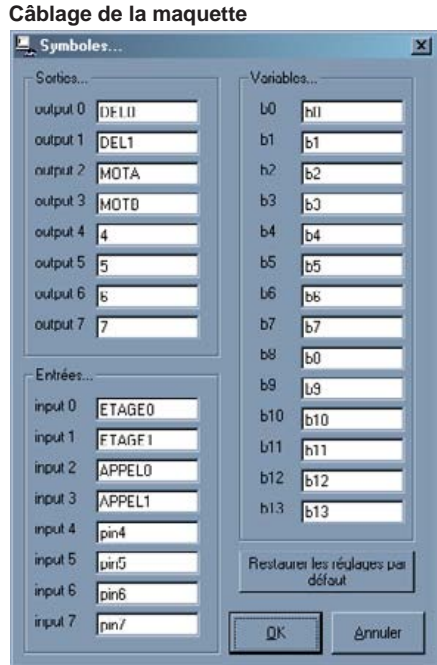 Câblage de la maquette
Symboles...
Sorties...
output 0 DEL0
output 1 DEL1
output 2 MOTA
output 3 MOTB
output 4 4
output 5 5
output 6 6
output 7 7
Entrées...
input 0 ETAGE0
input 1 ETAGE1
input 2 APPEL0
input 3 APPEL1
input 4 pin4
input 5 pin5
input 6 pin6
input 7 pin7
Variables...
b0 b0
b1 b1
b2 b2
b3 b3
b4 b4
b5 b5
b6 b6
b7 b7
b8 b8
b9 b9
b10 b10
b11 b11
b12 b12
b13 b13
Restaurer les réglages par
défaut
OK
Annuler